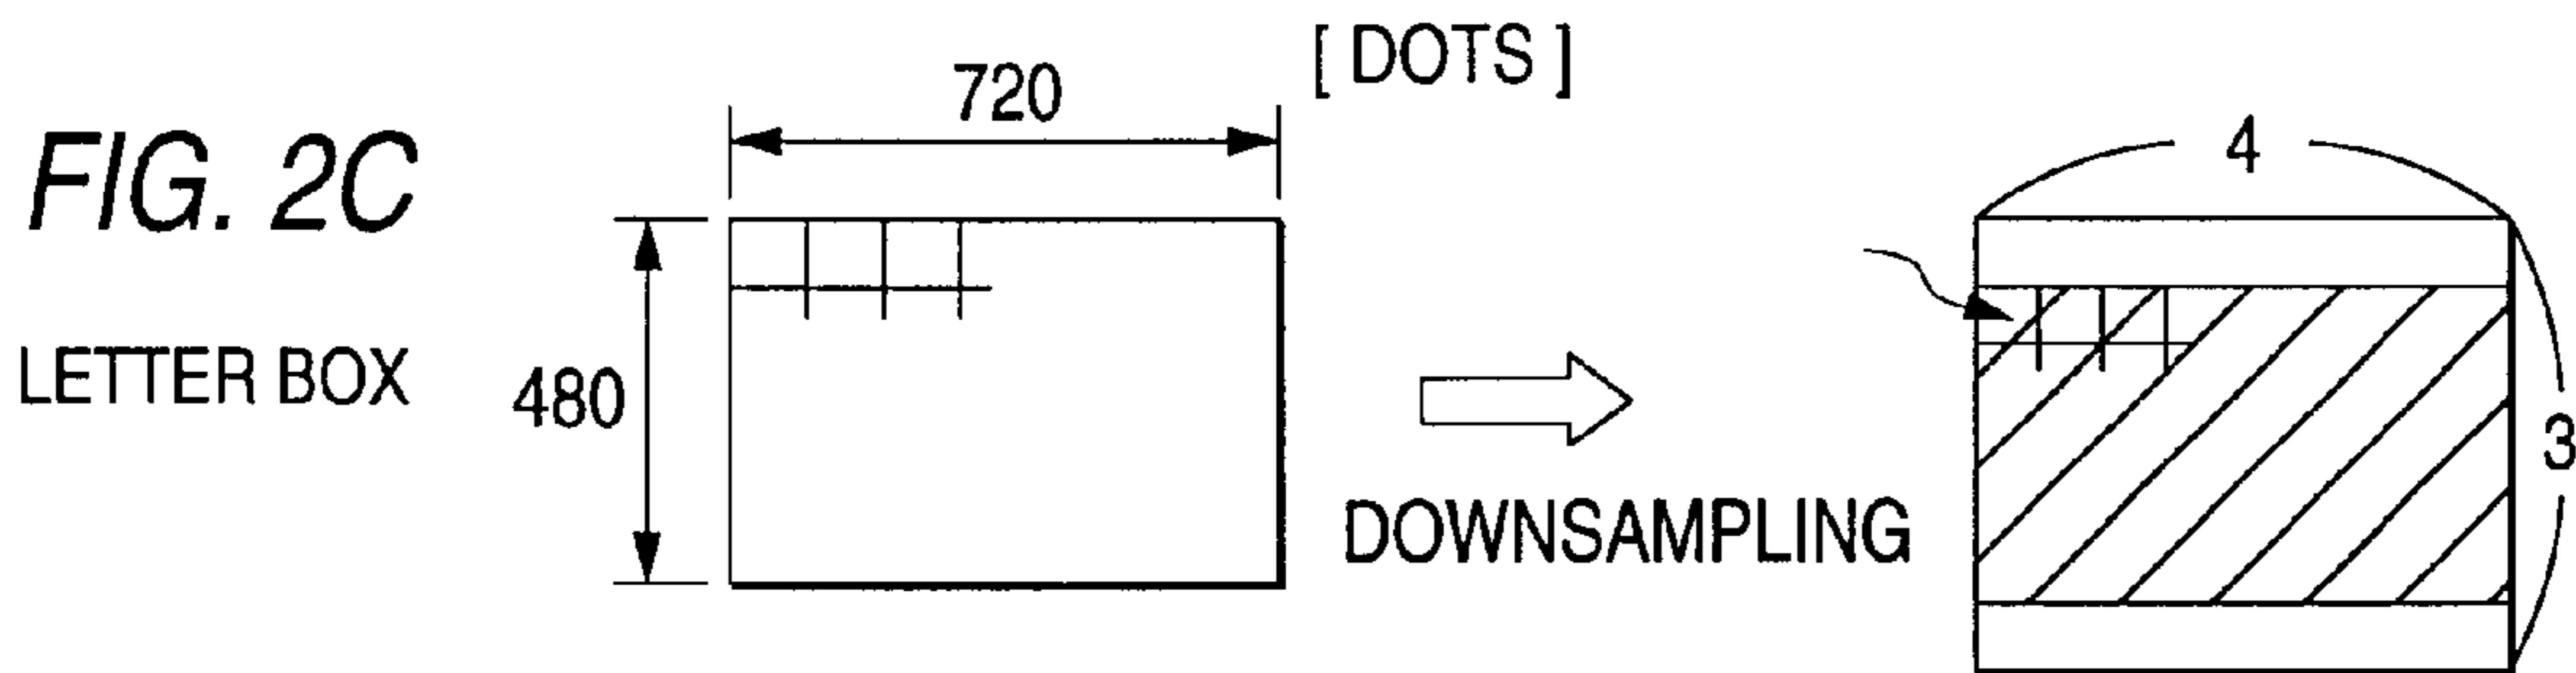 FIG. 2C
LETTER BOX
720
[ DOTS ]
480
DOWNSAMPLING
4
3